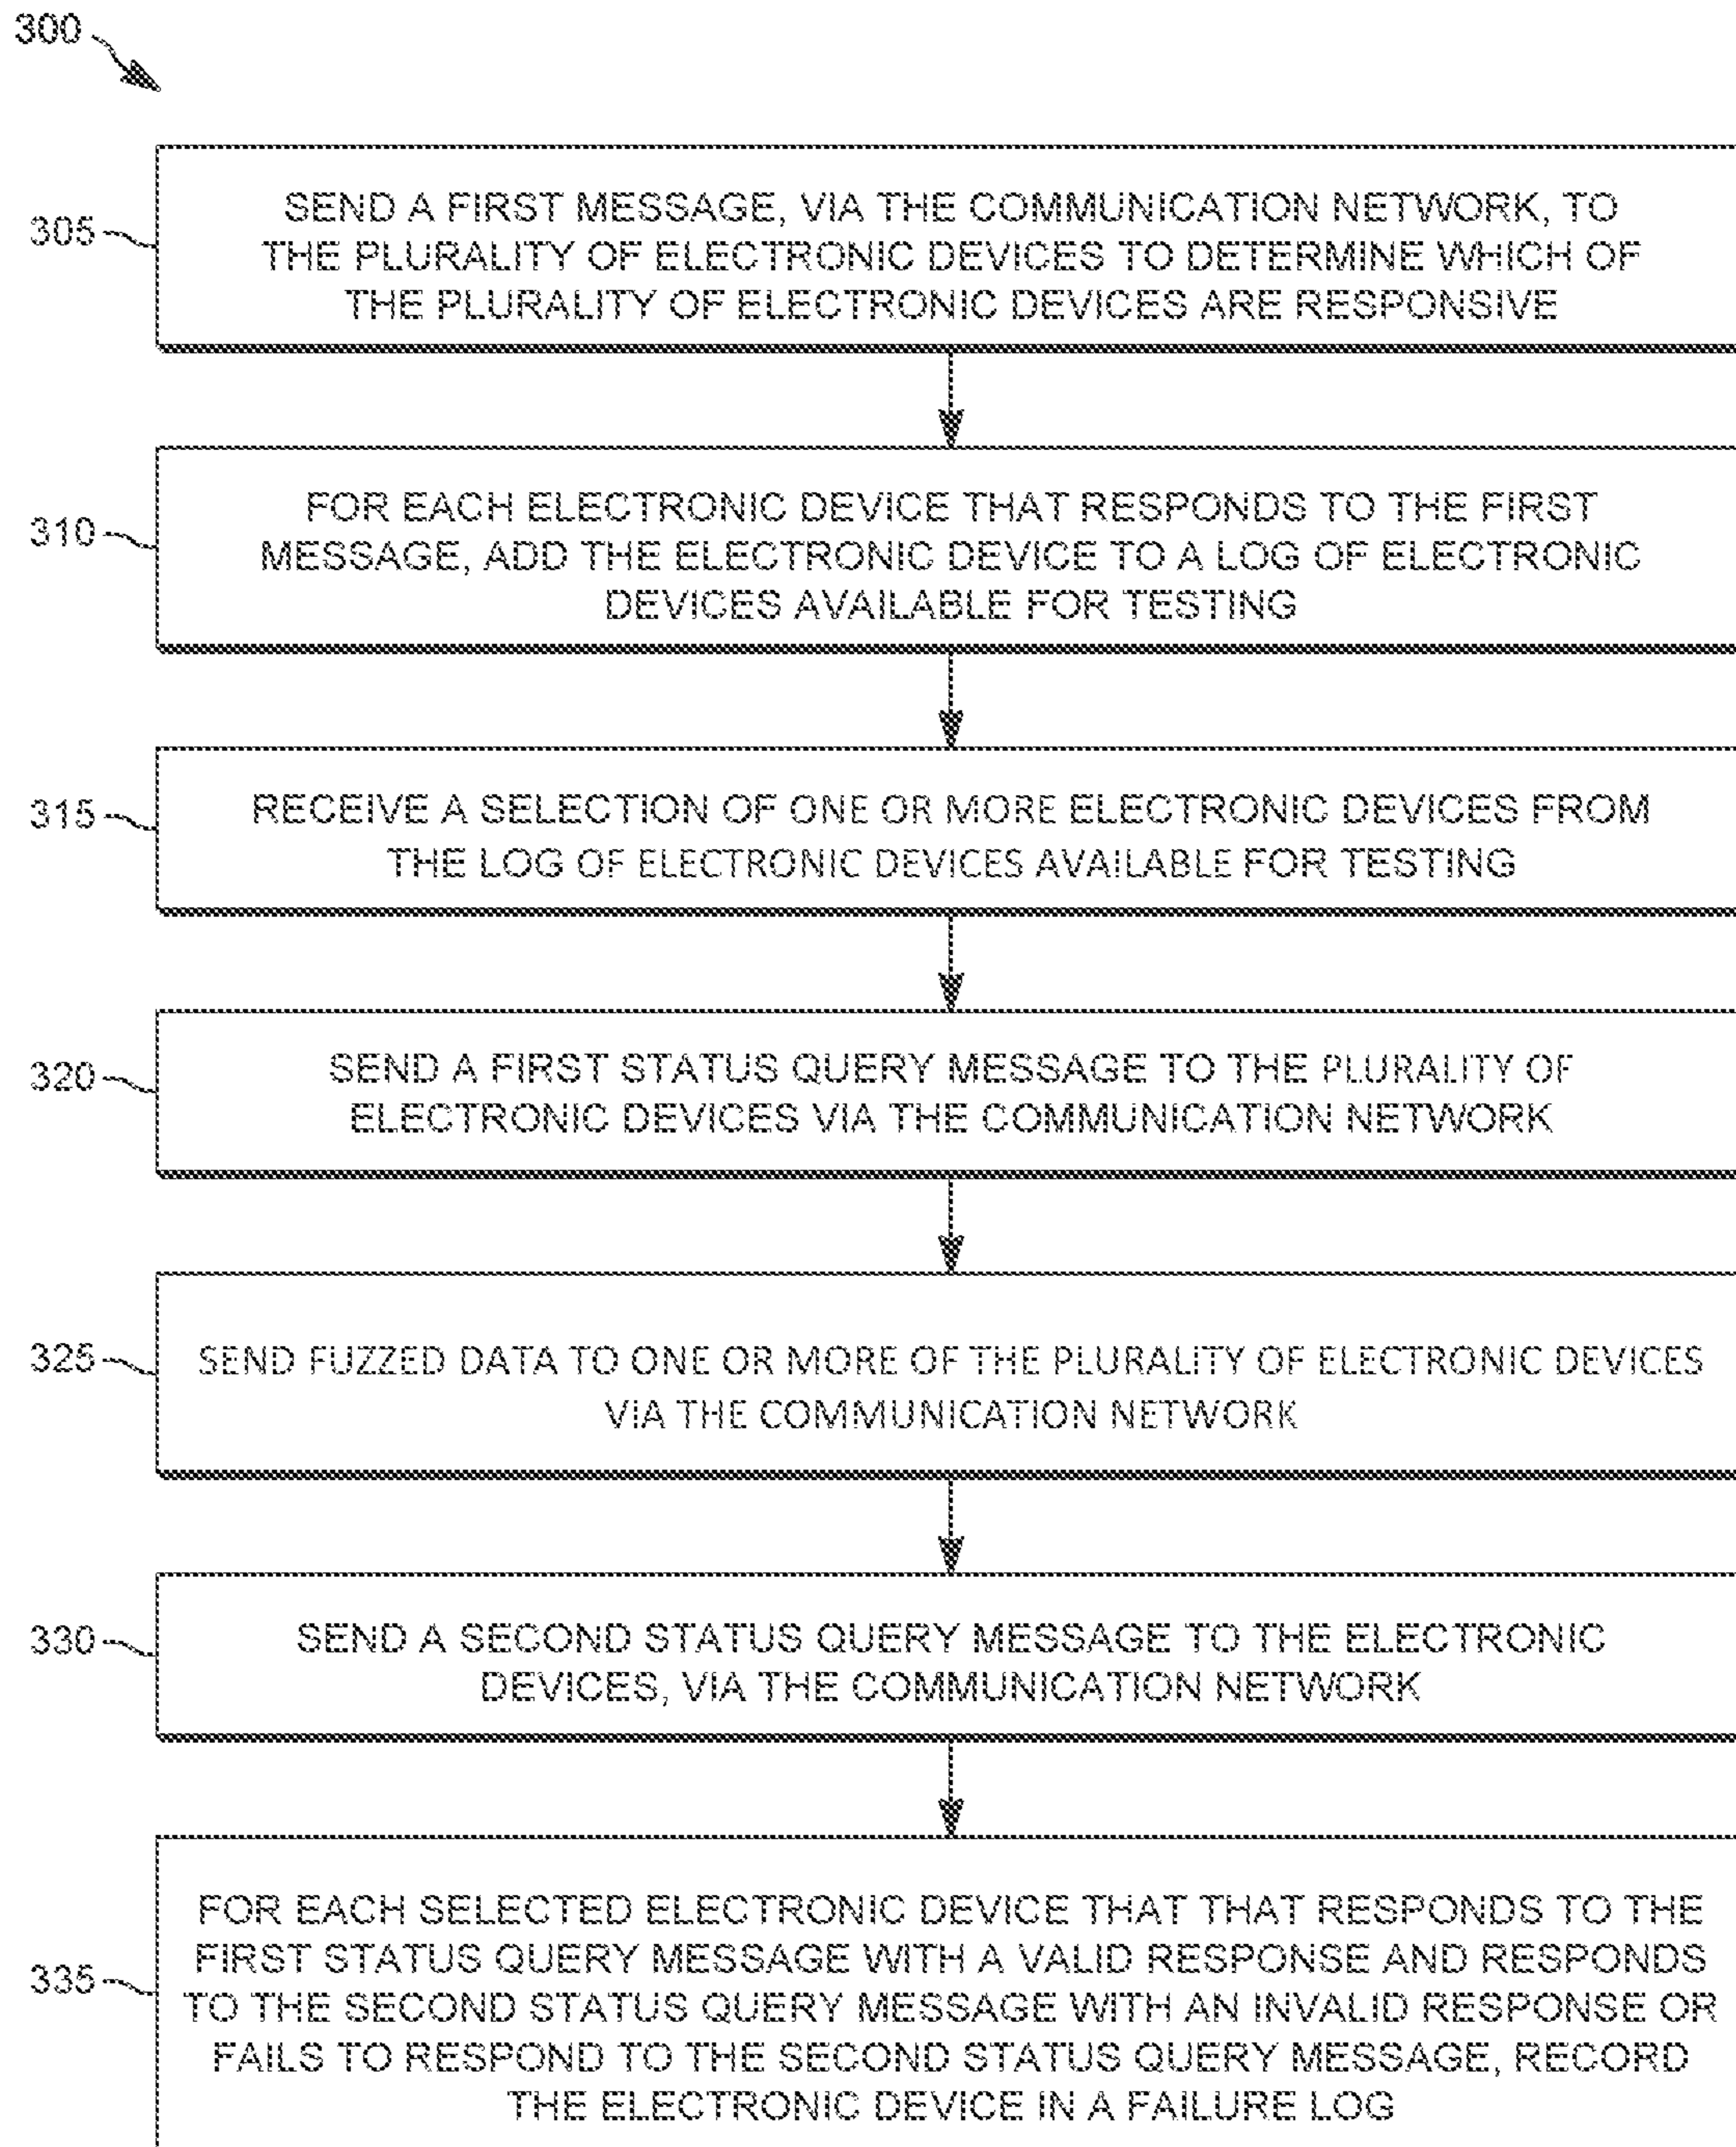 300
305
SEND A FIRST MESSAGE, VIA THE COMMUNICATION NETWORK, TO
THE PLURALITY OF ELECTRONIC DEVICES TO DETERMINE WHICH OF
THE PLURALITY OF ELECTRONIC DEVICES ARE RESPONSIVE
310
FOR EACH ELECTRONIC DEVICE THAT RESPONDS TO THE FIRST
MESSAGE, ADD THE ELECTRONIC DEVICE TO A LOG OF ELECTRONIC
DEVICES AVAILABLE FOR TESTING
315
RECEIVE A SELECTION OF ONE OR MORE ELECTRONIC DEVICES FROM
THE LOG OF ELECTRONIC DEVICES AVAILABLE FOR TESTING
320
SEND A FIRST STATUS QUERY MESSAGE TO THE PLURALITY OF
ELECTRONIC DEVICES VIA THE COMMUNICATION NETWORK
325
SEND FUZZED DATA TO ONE OR MORE OF THE PLURALITY OF ELECTRONIC DEVICES
VIA THE COMMUNICATION NETWORK
330
SEND A SECOND STATUS QUERY MESSAGE TO THE ELECTRONIC
DEVICES, VIA THE COMMUNICATION NETWORK
335
FOR EACH SELECTED ELECTRONIC DEVICE THAT THAT RESPONDS TO THE
FIRST STATUS QUERY MESSAGE WITH A VALID RESPONSE AND RESPONDS
TO THE SECOND STATUS QUERY MESSAGE WITH AN INVALID RESPONSE OR
FAILS TO RESPOND TO THE SECOND STATUS QUERY MESSAGE, RECORD
THE ELECTRONIC DEVICE IN A FAILURE LOG